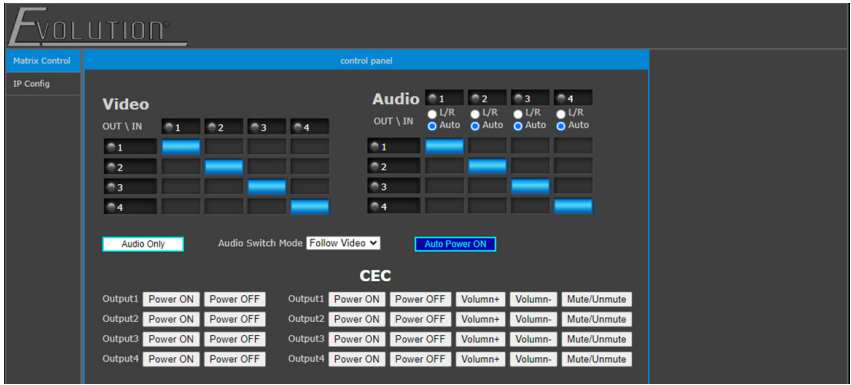 EVOLUTION®
Matrix Control
control panel
IP Config
Video
OUT \ IN 1 2 3 4
1
2
3
4
Audio 1 2 3 4
OUT \ IN L/R L/R L/R L/R
Auto Auto Auto Auto
1
2
3
4
Audio Only Audio Switch Mode Follow Video Auto Power ON
CEC
Output1 Power ON Power OFF Output1 Power ON Power OFF Volumn+ Volumn- Mute/Unmute
Output2 Power ON Power OFF Output2 Power ON Power OFF Volumn+ Volumn- Mute/Unmute
Output3 Power ON Power OFF Output3 Power ON Power OFF Volumn+ Volumn- Mute/Unmute
Output4 Power ON Power OFF Output4 Power ON Power OFF Volumn+ Volumn- Mute/Unmute